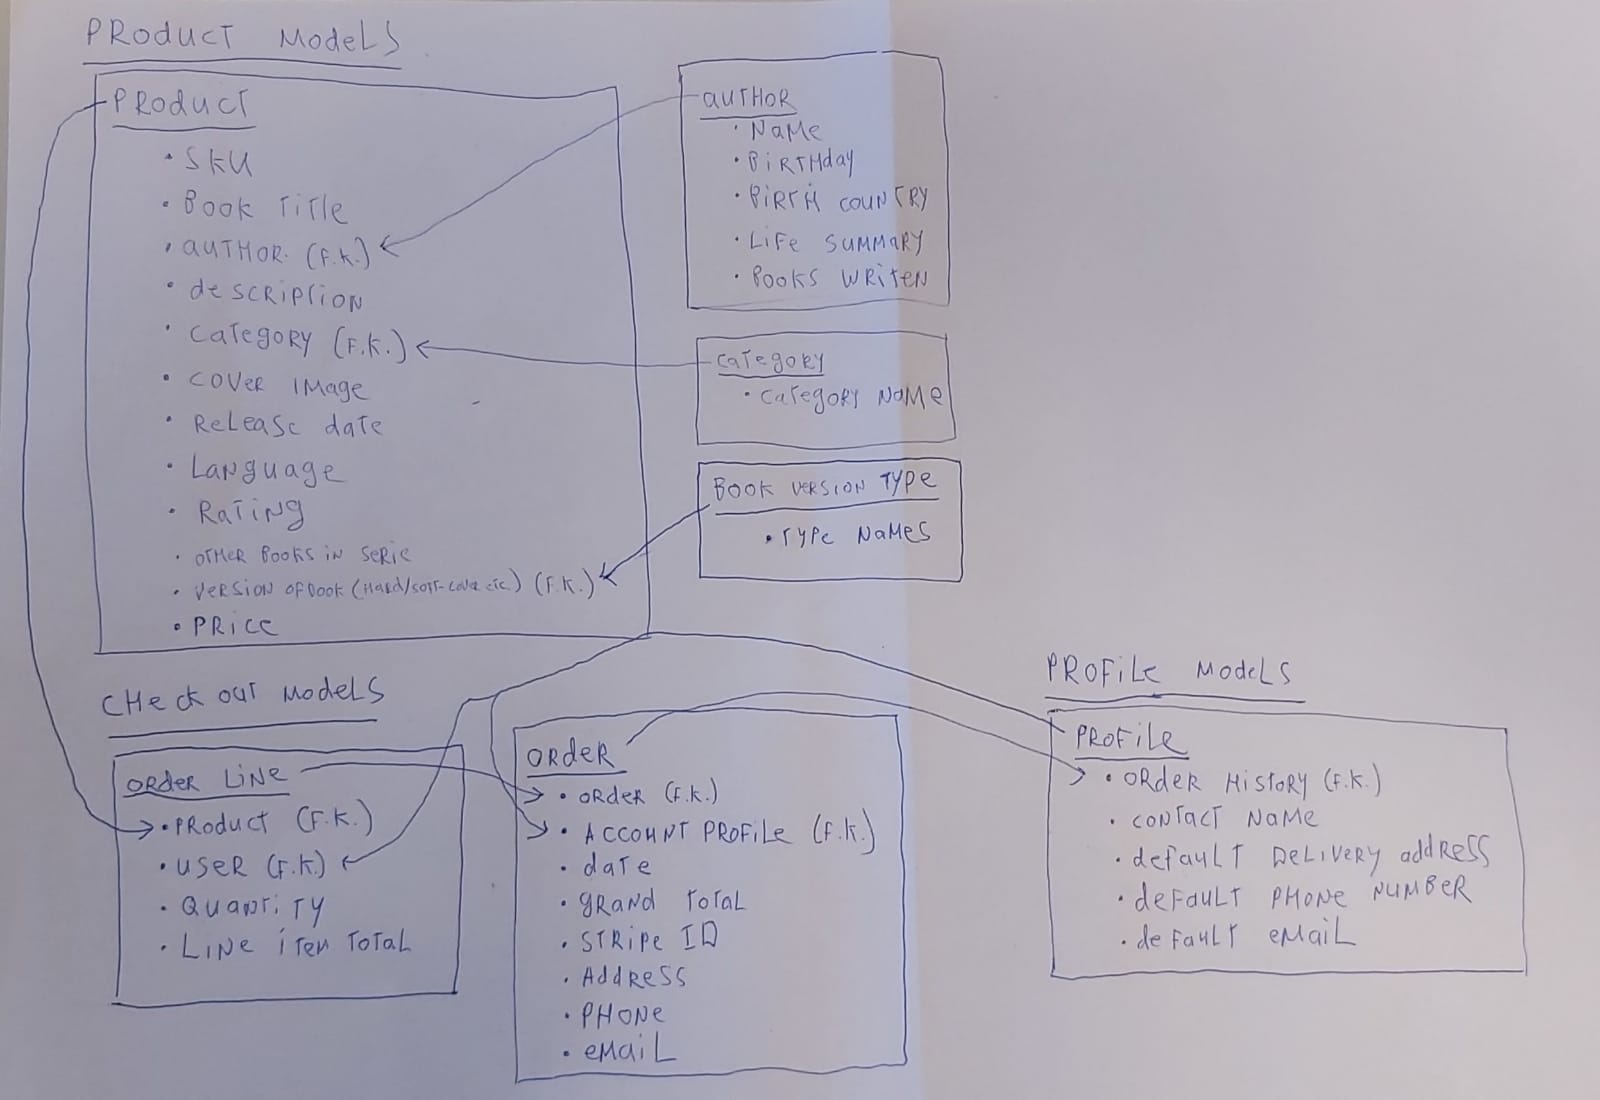 PRODUCT MODELS
PRODUCT
• SKU
• BOOK TITLE
• AUTHOR. (F.K.)
• DESCRIPTION
• CATEGORY (F.K.)
• COVER IMAGE
• RELEASE DATE
• LANGUAGE
• RATING
• OTHER BOOKS IN SERIE
• VERSION OF BOOK (HARD/SOFT-COVER ETC.) (F.K.)
• PRICE
AUTHOR
• NAME
• BIRTHDAY
• BIRTH COUNTRY
• LIFE SUMMARY
• BOOKS WRITEN
CATEGORY
• CATEGORY NAME
BOOK VERSION TYPE
• TYPE NAMES
CHECK OUT MODELS
ORDER LINE
• PRODUCT (F.K.)
• USER (F.K)
• QUANTITY
• LINE ITEM TOTAL
ORDER
• ORDER (F.K.)
• ACCOUNT PROFILE (F.K.)
• DATE
• GRAND TOTAL
• STRIPE ID
• ADDRESS
• PHONE
• EMAIL
PROFILE MODELS
PROFILE
• ORDER HISTORY (F.K.)
• CONTACT NAME
• DEFAULT DELIVERY ADDRESS
• DEFAULT PHONE NUMBER
• DEFAULT EMAIL